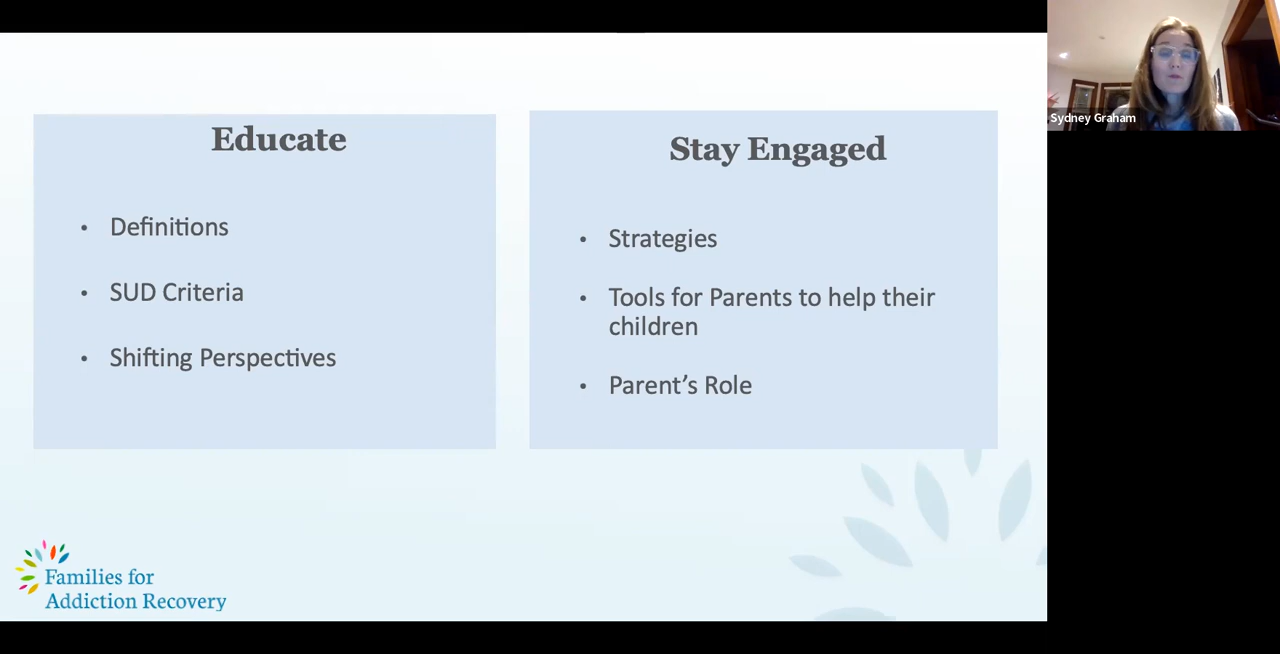 Educate
• Definitions
• SUD Criteria
• Shifting Perspectives
Stay Engaged
• Strategies
• Tools for Parents to help their
children
• Parent’s Role
Families for
Addiction Recovery
Sydney Graham